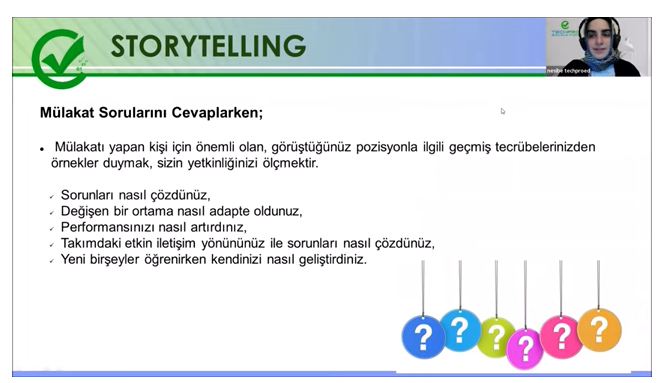 STORYTELLING
nesibe techproed
Mülakat Sorularını Cevaplarken;
• Mülakatı yapan kişi için önemli olan, görüştüğünüz pozisyonla ilgili geçmiş tecrübelerinizden
örnekler duymak, sizin yetkinliğinizi ölçmektir.
✓ Sorunları nasıl çözdünüz,
✓ Değişen bir ortama nasıl adapte oldunuz,
✓ Performansınızı nasıl artırdınız,
✓ Takımdaki etkin iletişim yönününüz ile sorunları nasıl çözdünüz,
✓ Yeni birşeyler öğrenirken kendinizi nasıl geliştirdiniz.
? ? ? ? ? ?